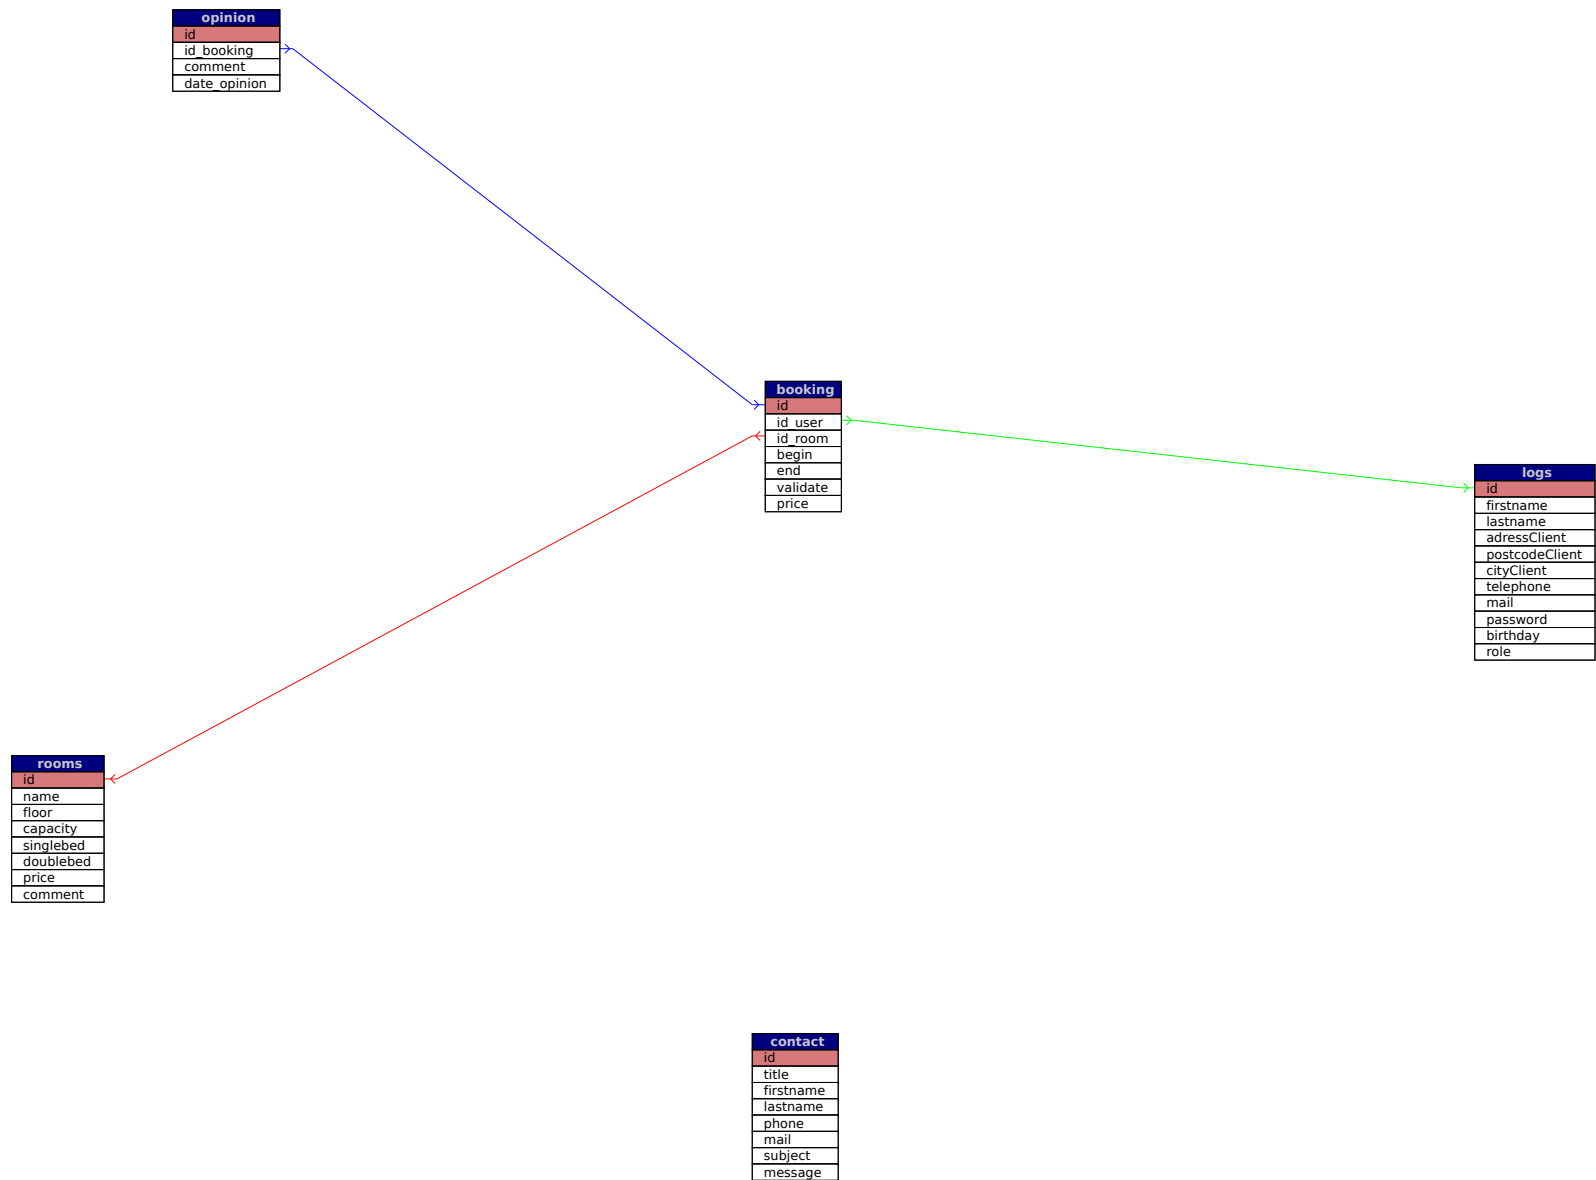 opinion
id
id_booking
comment
date_opinion
booking
id
id_user
id_room
begin
end
validate
price
logs
id
firstname
lastname
adressClient
postcodeClient
cityClient
telephone
mail
password
birthday
role
rooms
id
name
floor
capacity
singlebed
doublebed
price
comment
contact
id
title
firstname
lastname
phone
mail
subject
message